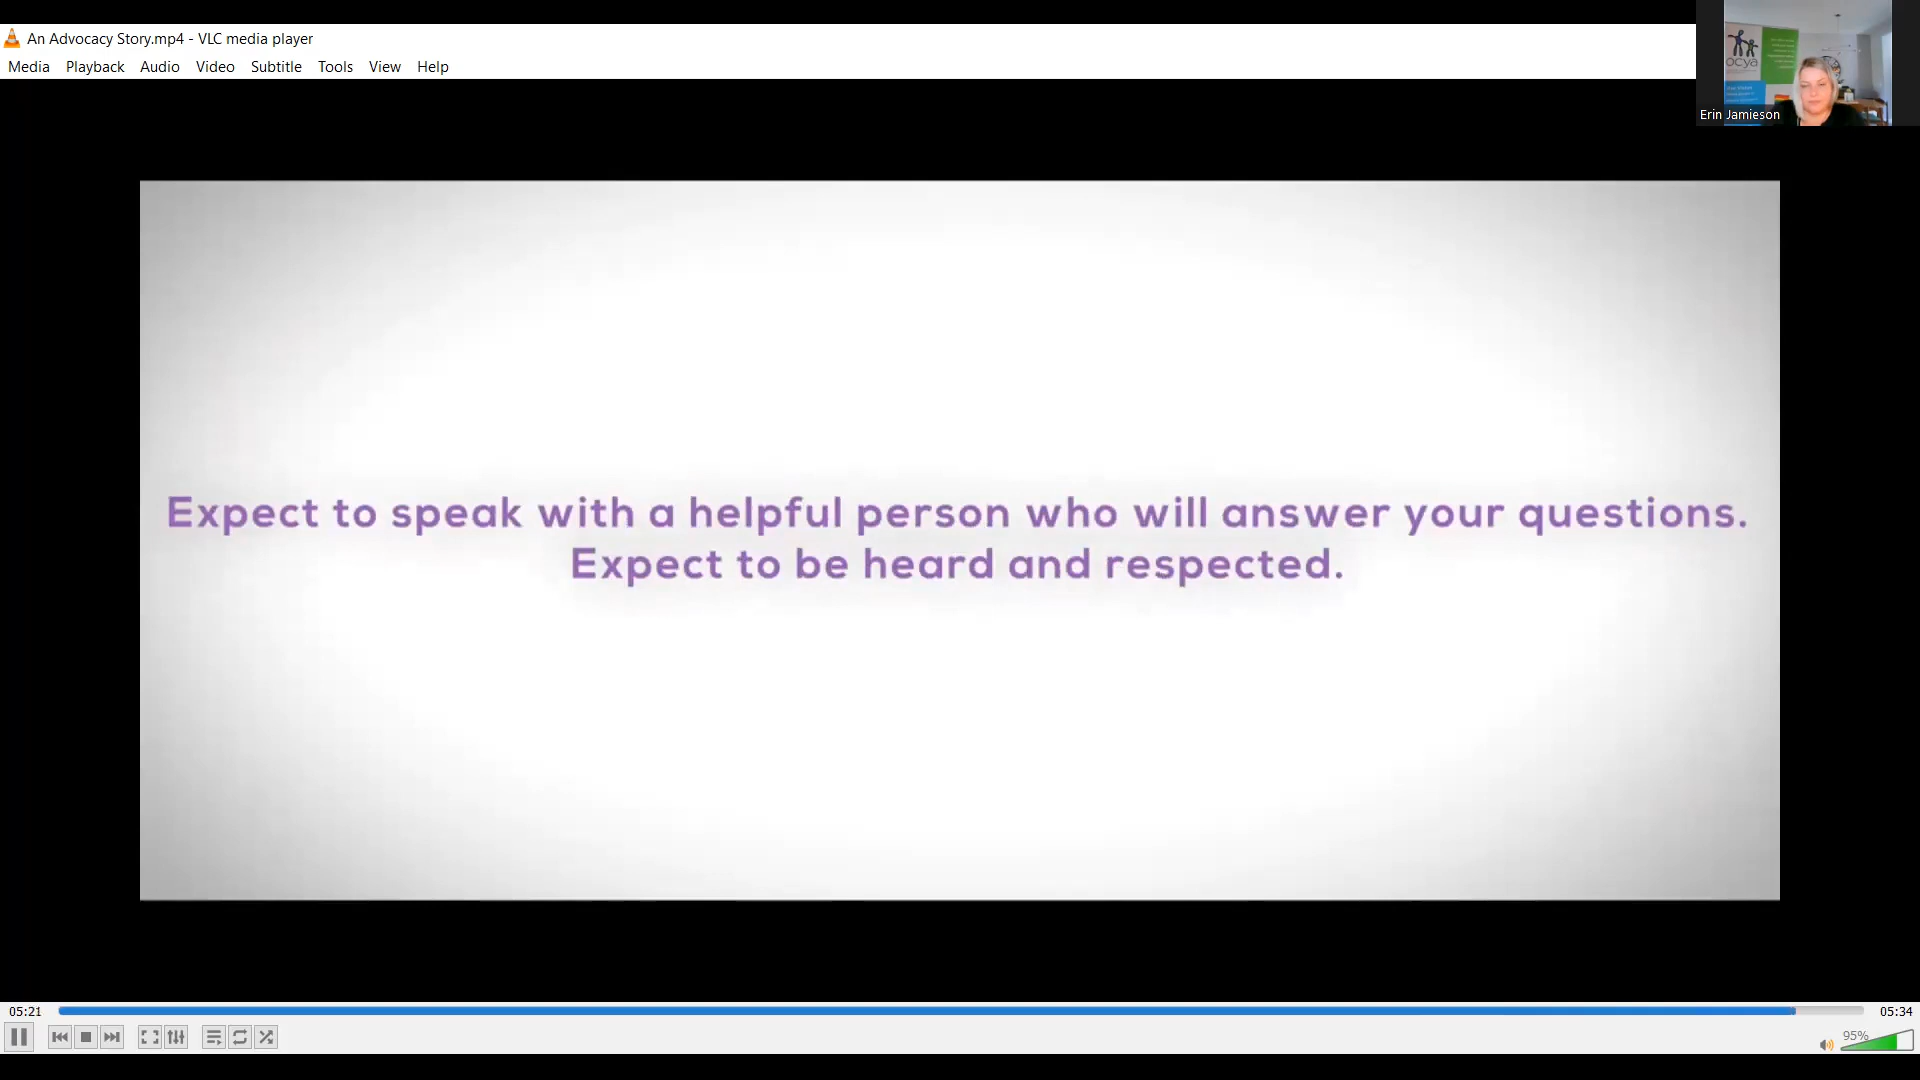 An Advocacy Story.mp4 - VLC media player
Media Playback Audio Video Subtitle Tools View Help
ocya
Erin Jamieson
Expect to speak with a helpful person who will answer your questions.
Expect to be heard and respected.
05:21
05:34
95%